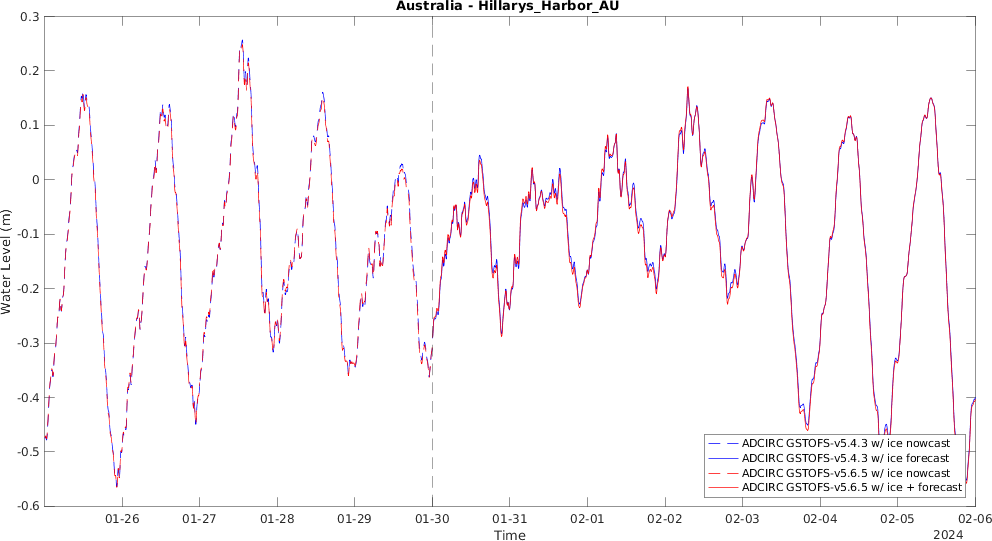 Australia - Hillarys_Harbor_AU
0.3
0.2
0.1
0
-0.1
-0.2
-0.3
-0.4
-0.5
-0.6
Water Level (m)
ADCIRC GSTOFS-v5.4.3 w/ ice nowcast
ADCIRC GSTOFS-v5.4.3 w/ ice forecast
ADCIRC GSTOFS-v5.6.5 w/ ice nowcast
ADCIRC GSTOFS-v5.6.5 w/ ice + forecast
01-26 01-27 01-28 01-29 01-30 01-31 02-01 02-02 02-03 02-04 02-05 02-06
Time
2024